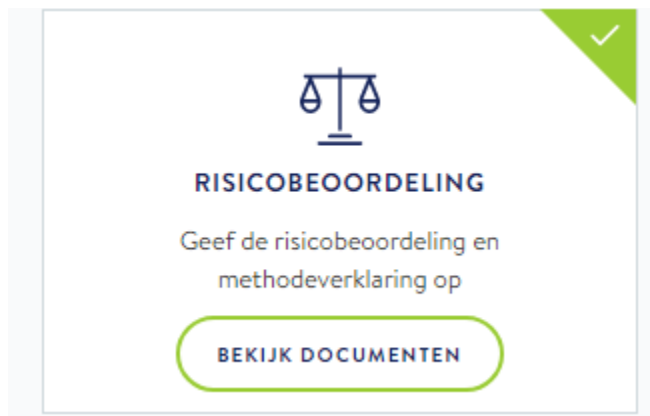 RISICOBEOORDELING
Geef de risicobeoordeling en
methodeverklaring op
BEKIJK DOCUMENTEN